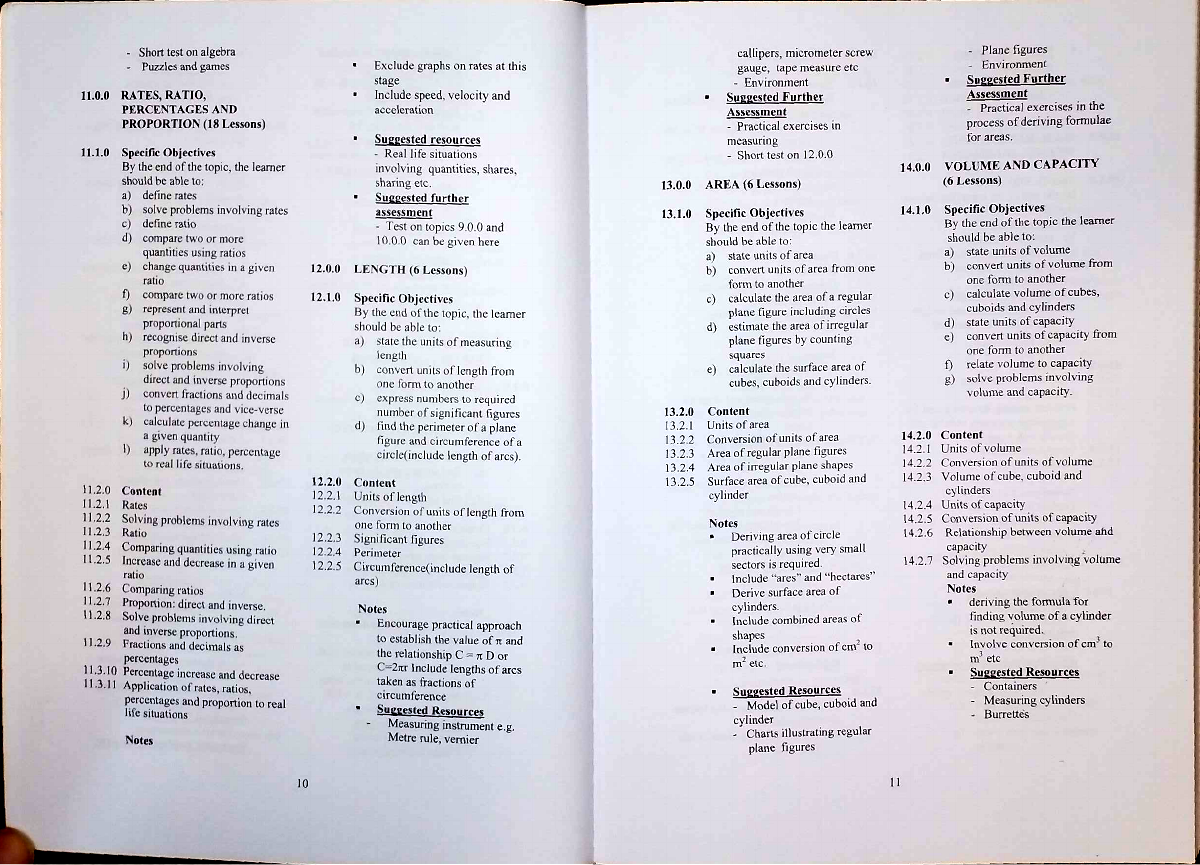 - Short test on algebra
- Puzzles and games
11.0.0 RATES, RATIO,
PERCENTAGES AND
PROPORTION (18 Lessons)
11.1.0 Specific Objectives
By the end of the topic, the learner
should be able to:
a) define rates
b) solve problems involving rates
c) define ratio
d) compare two or more
quantities using ratios
e) change quantities in a given
ratio
f) compare two or more ratios
g) represent and interpret
proportional parts
h) recognise direct and inverse
proportions
i) solve problems involving
direct and inverse proportions
j) convert fractions and decimals
to percentages and vice-verse
k) calculate percentage change in
a given quantity
l) apply rates, ratio, percentage
to real life situations.
11.2.0 Content
11.2.1 Rates
11.2.2 Solving problems involving rates
11.2.3 Ratio
11.2.4 Comparing quantities using ratio
11.2.5 Increase and decrease in a given
ratio
11.2.6 Comparing ratios
11.2.7 Proportion: direct and inverse.
11.2.8 Solve problems involving direct
and inverse proportions.
11.2.9 Fractions and decimals as
percentages
11.3.10 Percentage increase and decrease
11.3.11 Application of rates, ratios,
percentages and proportion to real
life situations
Notes
▪ Exclude graphs on rates at this
stage
▪ Include speed, velocity and
acceleration
▪ Suggested resources
- Real life situations
involving quantities, shares,
sharing etc.
▪ Suggested further
assessment
- Test on topics 9.0.0 and
10.0.0 can be given here
12.0.0 LENGTH (6 Lessons)
12.1.0 Specific Objectives
By the end of the topic, the learner
should be able to:
a) state the units of measuring
length
b) convert units of length from
one form to another
c) express numbers to required
number of significant figures
d) find the perimeter of a plane
figure and circumference of a
circle(include length of arcs).
12.2.0 Content
12.2.1 Units of length
12.2.2 Conversion of units of length from
one form to another
12.2.3 Significant figures
12.2.4 Perimeter
12.2.5 Circumference(include length of
arcs)
Notes
▪ Encourage practical approach
to establish the value of π and
the relationship C = π D or
C=2πr Include lengths of arcs
taken as fractions of
circumference
▪ Suggested Resources
- Measuring instrument e.g.
Metre rule, vernier
10
callipers, micrometer screw
gauge, tape measure etc
- Environment
▪ Suggested Further
Assessment
- Practical exercises in
measuring
- Short test on 12.0.0
13.0.0 AREA (6 Lessons)
13.1.0 Specific Objectives
By the end of the topic the learner
should be able to:
a) state units of area
b) convert units of area from one
form to another
c) calculate the area of a regular
plane figure including circles
d) estimate the area of irregular
plane figures by counting
squares
e) calculate the surface area of
cubes, cuboids and cylinders.
13.2.0 Content
13.2.1 Units of area
13.2.2 Conversion of units of area
13.2.3 Area of regular plane figures
13.2.4 Area of irregular plane shapes
13.2.5 Surface area of cube, cuboid and
cylinder
Notes
▪ Deriving area of circle
practically using very small
sectors is required.
▪ Include “ares” and “hectares”
▪ Derive surface area of
cylinders.
▪ Include combined areas of
shapes
▪ Include conversion of cm² to
m² etc.
▪ Suggested Resources
- Model of cube, cuboid and
cylinder
- Charts illustrating regular
plane figures
- Plane figures
- Environment
▪ Suggested Further
Assessment
- Practical exercises in the
process of deriving formulae
for areas.
14.0.0 VOLUME AND CAPACITY
(6 Lessons)
14.1.0 Specific Objectives
By the end of the topic the learner
should be able to:
a) state units of volume
b) convert units of volume from
one form to another
c) calculate volume of cubes,
cuboids and cylinders
d) state units of capacity
e) convert units of capacity from
one form to another
f) relate volume to capacity
g) solve problems involving
volume and capacity.
14.2.0 Content
14.2.1 Units of volume
14.2.2 Conversion of units of volume
14.2.3 Volume of cube, cuboid and
cylinders
14.2.4 Units of capacity
14.2.5 Conversion of units of capacity
14.2.6 Relationship between volume and
capacity
14.2.7 Solving problems involving volume
and capacity
Notes
▪ deriving the formula for
finding volume of a cylinder
is not required.
▪ Involve conversion of cm³ to
m³ etc
▪ Suggested Resources
- Containers
- Measuring cylinders
- Burrettes
11